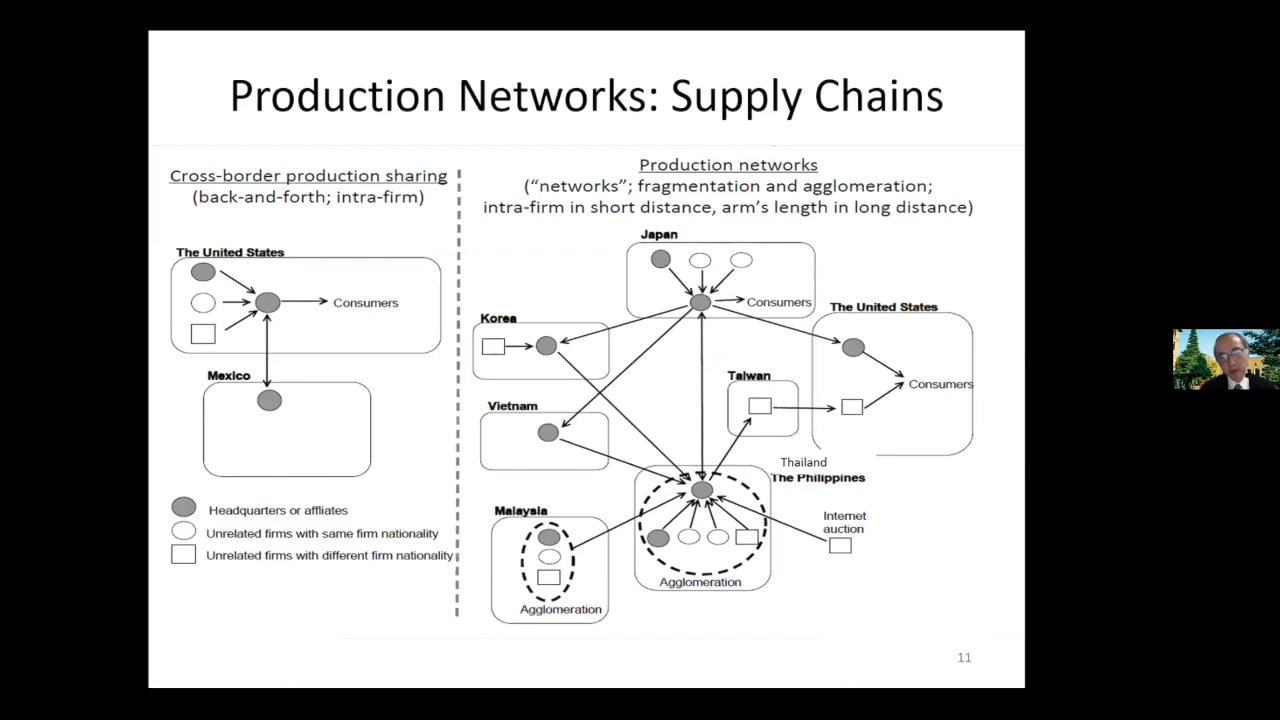 Production Networks: Supply Chains
Cross-border production sharing
(back-and-forth; intra-firm)
The United States
Consumers
Mexico
Headquarters or affliates
Unrelated firms with same firm nationality
Unrelated firms with different firm nationality
Production networks
("networks"; fragmentation and agglomeration;
intra-firm in short distance, arm's length in long distance)
Japan
Consumers
The United States
Korea
Taiwan
Consumers
Vietnam
Thailand
The Philippines
Malaysia
Internet
auction
Agglomeration
Agglomeration
11